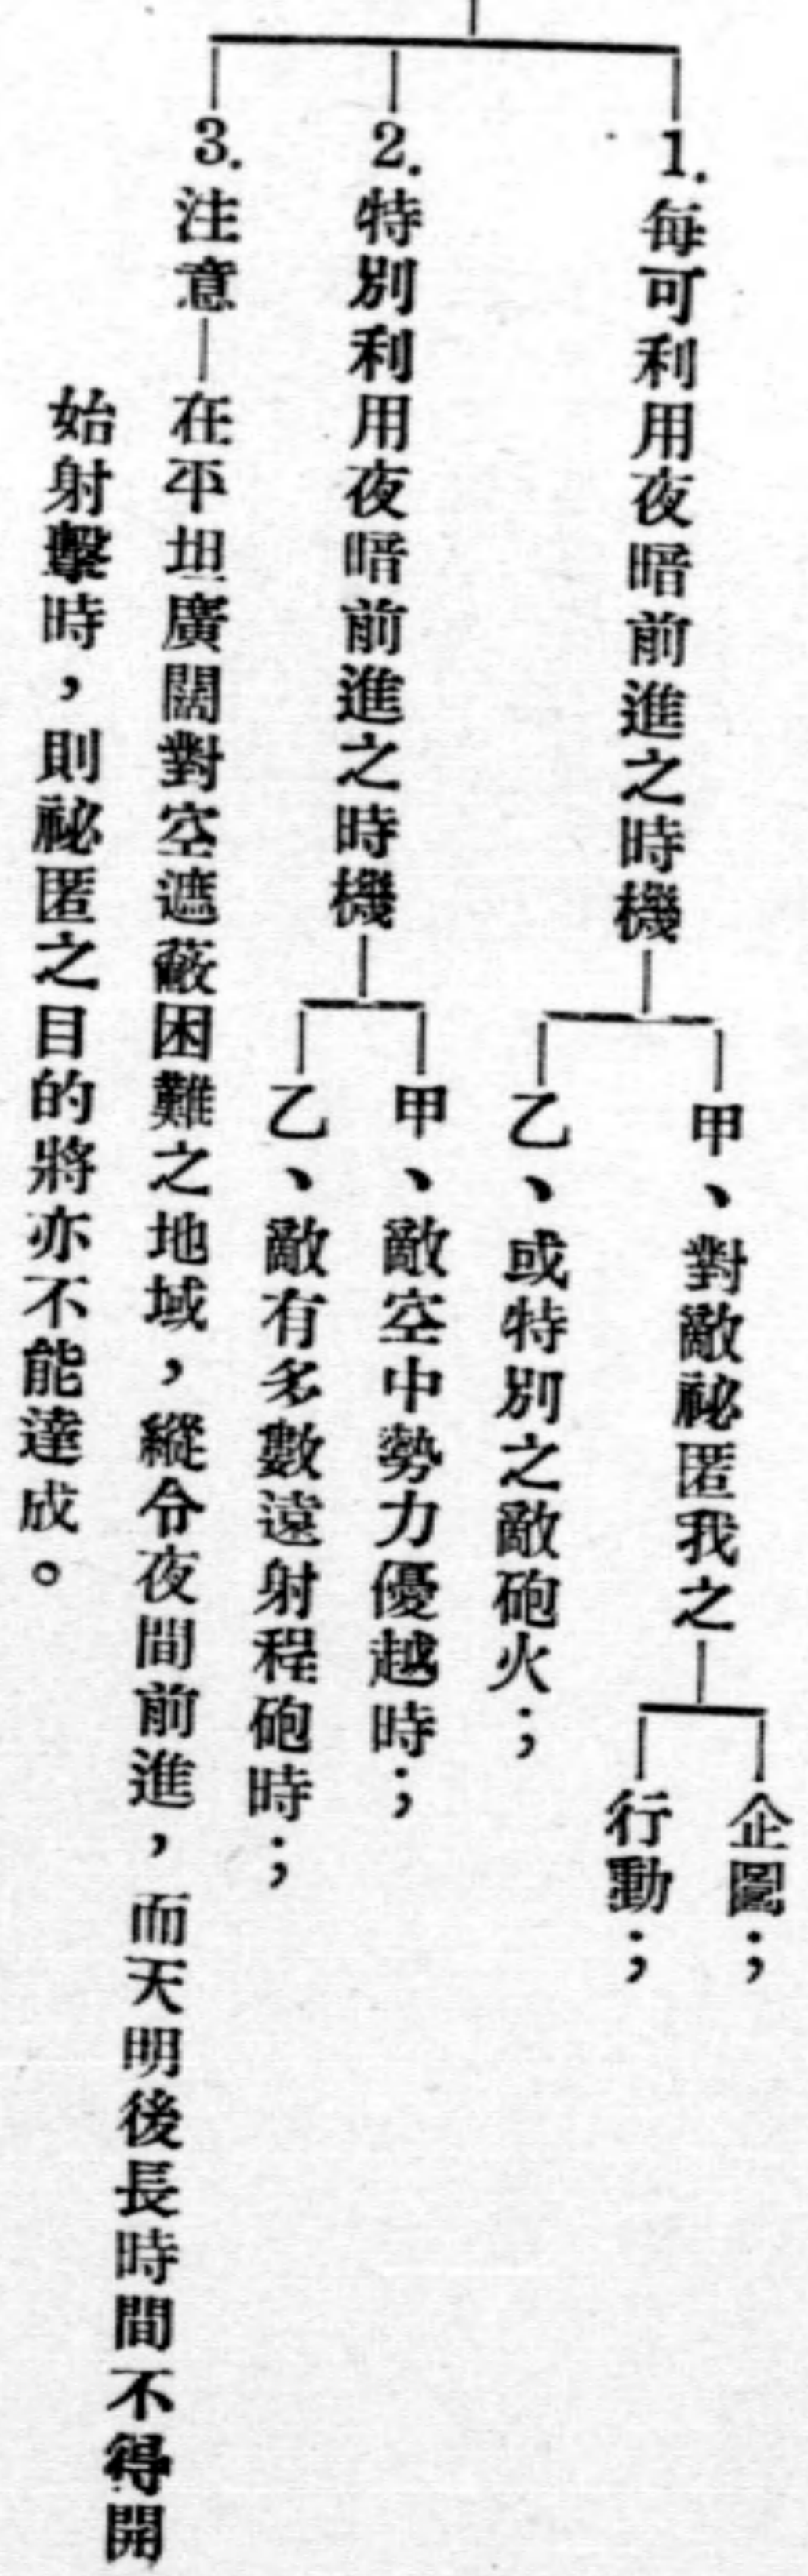 1.每可利用夜暗前進之時機
甲、對敵祕匿我之
企圖；
行動；
乙、或特別之敵砲火；
2.特別利用夜暗前進之時機
甲、敵空中勢力優越時；
乙、敵有多數遠射程砲時；
3.注意—在平坦廣闊對空遮蔽困難之地域，縱令夜間前進，而天明後長時間不得開
始射擊時，則祕匿之目的將亦不能達成。